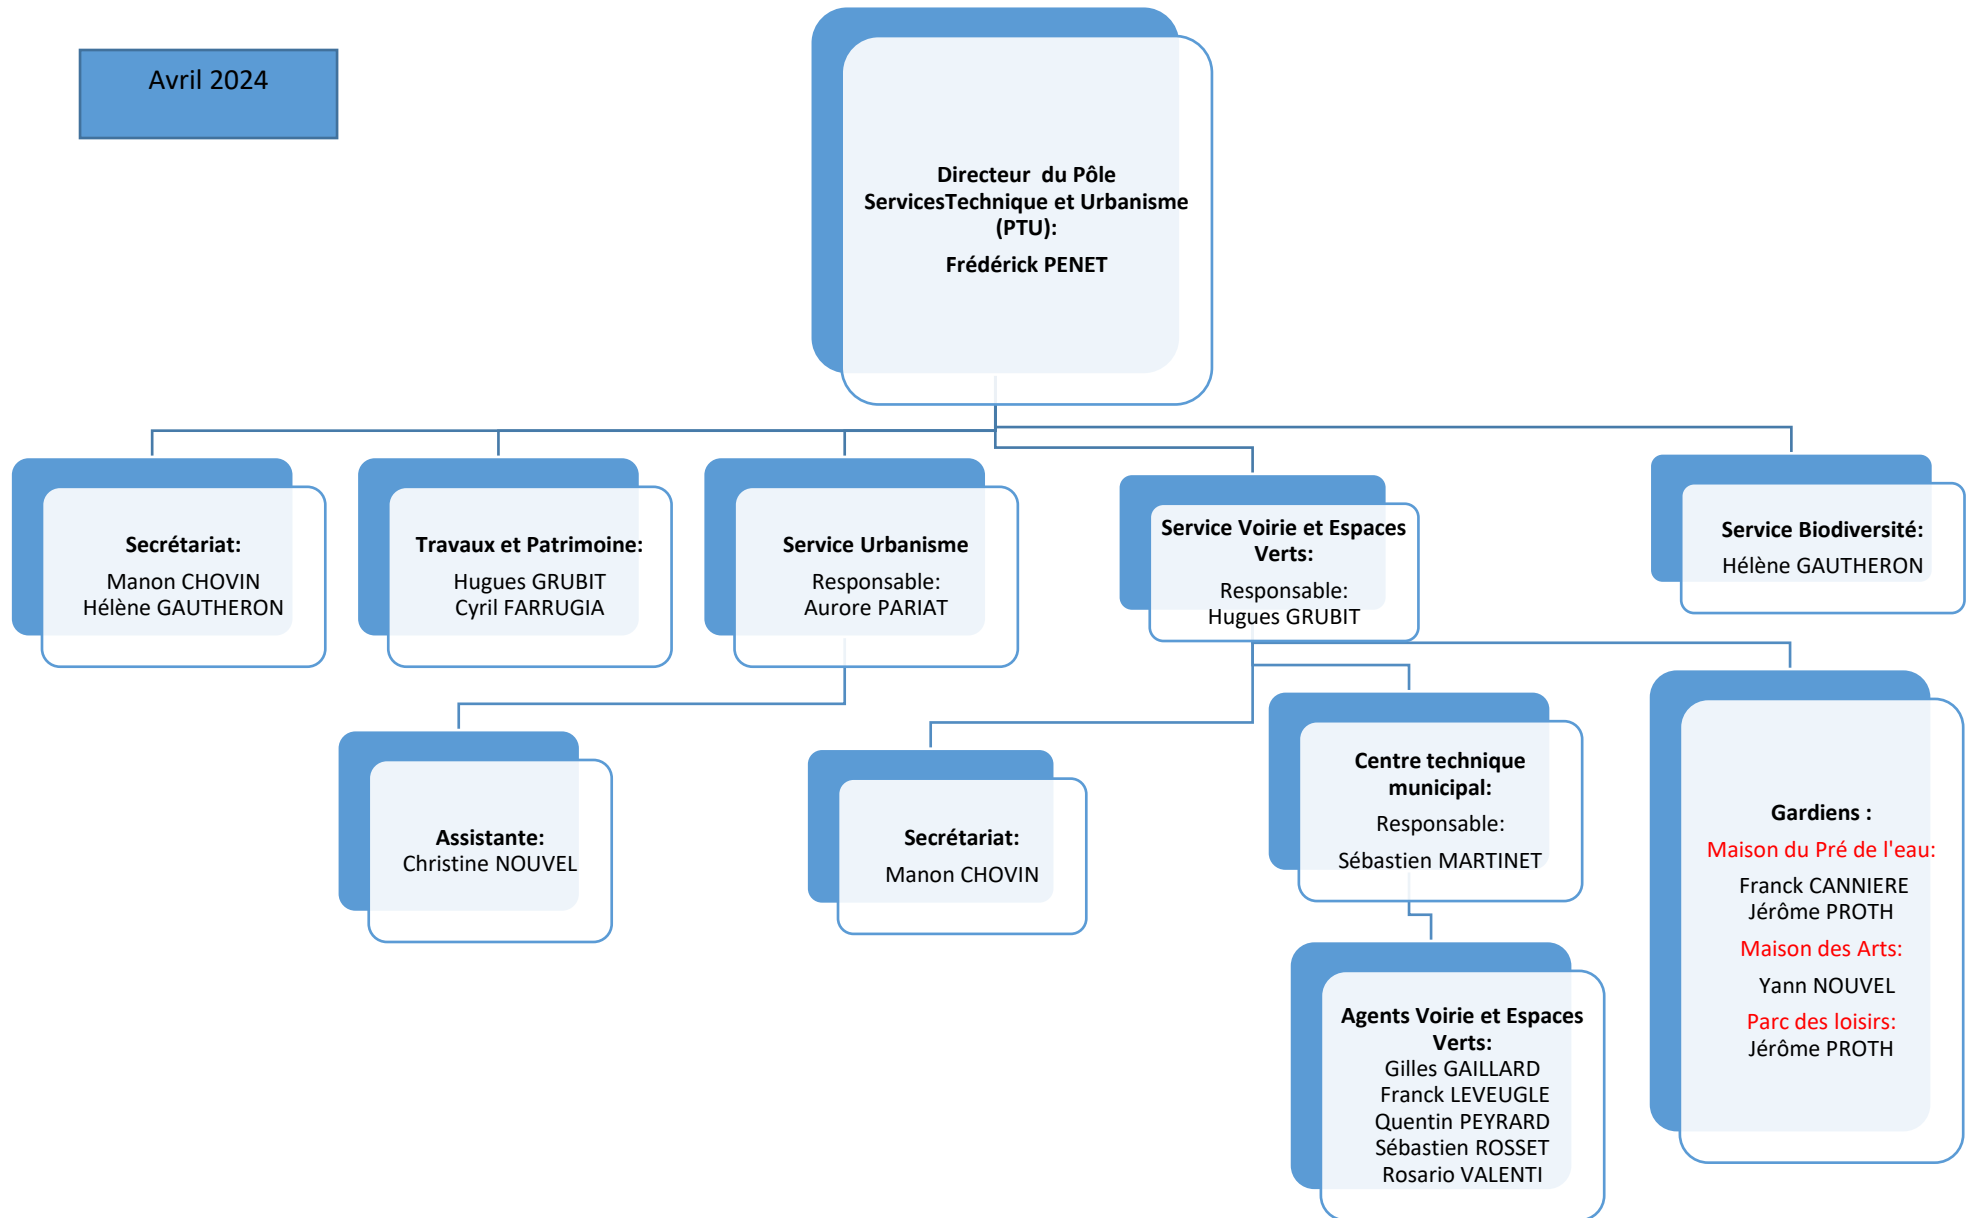 Avril 2024
Directeur du Pôle
ServicesTechnique et Urbanisme
(PTU):
Frédérick PENET
Secrétariat:
Manon CHOVIN
Hélène GAUTHERON
Travaux et Patrimoine:
Hugues GRUBIT
Cyril FARRUGIA
Service Urbanisme
Responsable:
Aurore PARIAT
Service Voirie et Espaces
Verts:
Responsable:
Hugues GRUBIT
Service Biodiversité:
Hélène GAUTHERON
Assistante:
Christine NOUVEL
Secrétariat:
Manon CHOVIN
Centre technique
municipal:
Responsable:
Sébastien MARTINET
Gardiens :
Maison du Pré de l'eau:
Franck CANNIERE
Jérôme PROTH
Maison des Arts:
Yann NOUVEL
Parc des loisirs:
Jérôme PROTH
Agents Voirie et Espaces
Verts:
Gilles GAILLARD
Franck LEVEUGLE
Quentin PEYRARD
Sébastien ROSSET
Rosario VALENTI